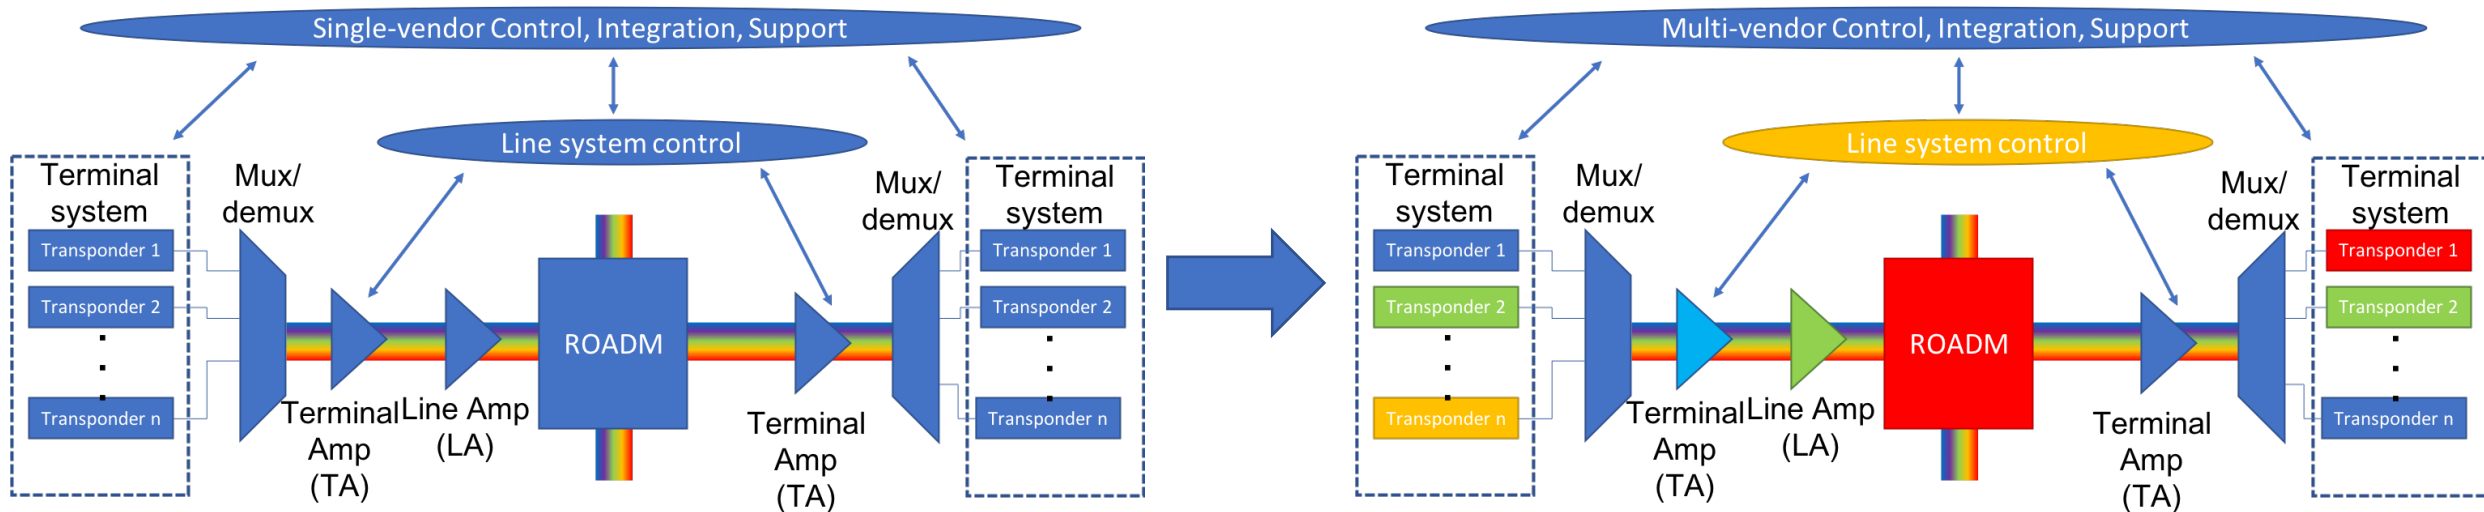 Single-vendor Control, Integration, Support
Line system control
Terminal
system
Transponder 1
Transponder 2
Transponder n
Mux/
demux
Terminal
Amp
(TA)
Line Amp
(LA)
ROADM
Terminal
Amp
(TA)
Mux/
demux
Terminal
system
Transponder 1
Transponder 2
Transponder n
Multi-vendor Control, Integration, Support
Line system control
Terminal
system
Transponder 1
Transponder 2
Transponder n
Mux/
demux
Terminal
Amp
(TA)
Line Amp
(LA)
ROADM
Terminal
Amp
(TA)
Mux/
demux
Terminal
system
Transponder 1
Transponder 2
Transponder n